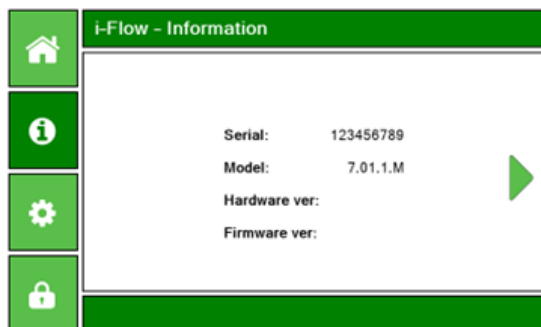 i-Flow - Information
Serial: 123456789
Model: 7.01.1.M
Hardware ver:
Firmware ver: